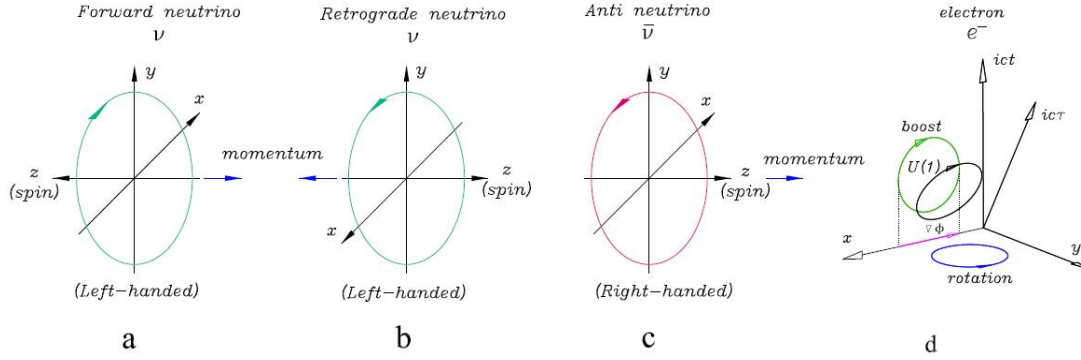 Forward neutrino
ν
y
x
z
(spin)
momentum
(Left-handed)
a
Retrograde neutrino
ν
y
z
(spin)
x
(Left-handed)
b
Anti neutrino
ν̄
y
x
z
(spin)
momentum
(Right-handed)
c
electron
e⁻
ict
icτ
boost
U(1)
∇ϕ
x
y
rotation
d